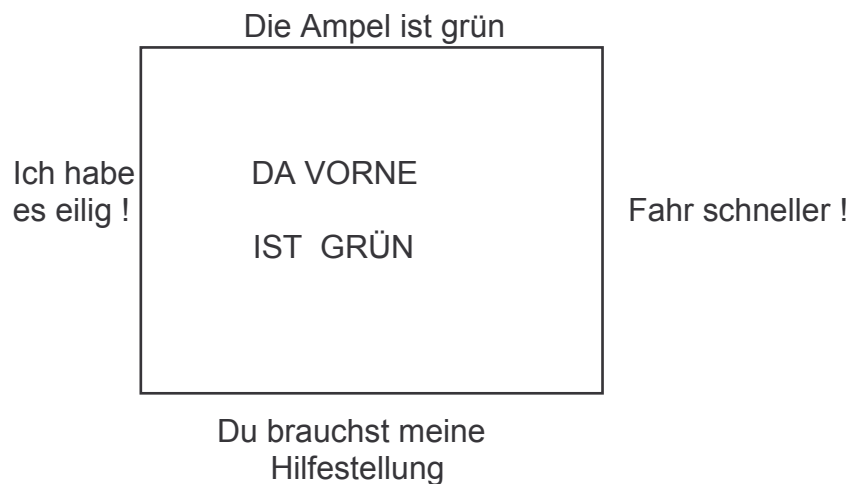 Die Ampel ist grün
Ich habe
es eilig !
DA VORNE
IST GRÜN
Fahr schneller !
Du brauchst meine
Hilfestellung